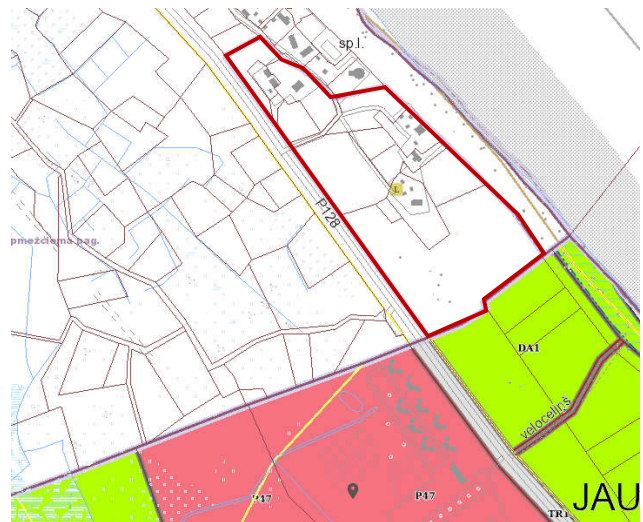 sp.l.
L
P128
pmežciema pag.
DA1
veloceliņš
P47
P47
JAU
TR1